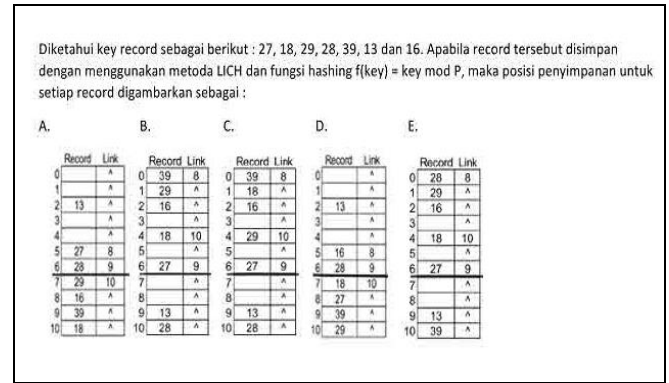 Diketahui key record sebagai berikut : 27, 18, 29, 28, 39, 13 dan 16. Apabila record tersebut disimpan
dengan menggunakan metoda LICH dan fungsi hashing f(key) = key mod P, maka posisi penyimpanan untuk
setiap record digambarkan sebagai :
A. B. C. D. E.
Record Link Record Link Record Link Record Link Record Link
0 ^ 0 39 8 0 39 8 0 ^ 0 28 8
1 ^ 1 29 ^ 1 18 ^ 1 ^ 1 29 ^
2 13 ^ 2 16 ^ 2 16 ^ 2 13 ^ 2 16 ^
3 ^ 3 ^ 3 ^ 3 ^ 3 ^
4 ^ 4 18 10 4 29 10 4 ^ 4 18 10
5 27 8 5 ^ 5 ^ 5 16 8 5 ^
6 28 9 6 27 9 6 27 9 6 28 9 6 27 9
7 29 10 7 ^ 7 ^ 7 18 10 7 ^
8 16 ^ 8 ^ 8 ^ 8 27 ^ 8 ^
9 39 ^ 9 13 ^ 9 13 ^ 9 39 ^ 9 13 ^
10 18 ^ 10 28 ^ 10 28 ^ 10 29 ^ 10 39 ^